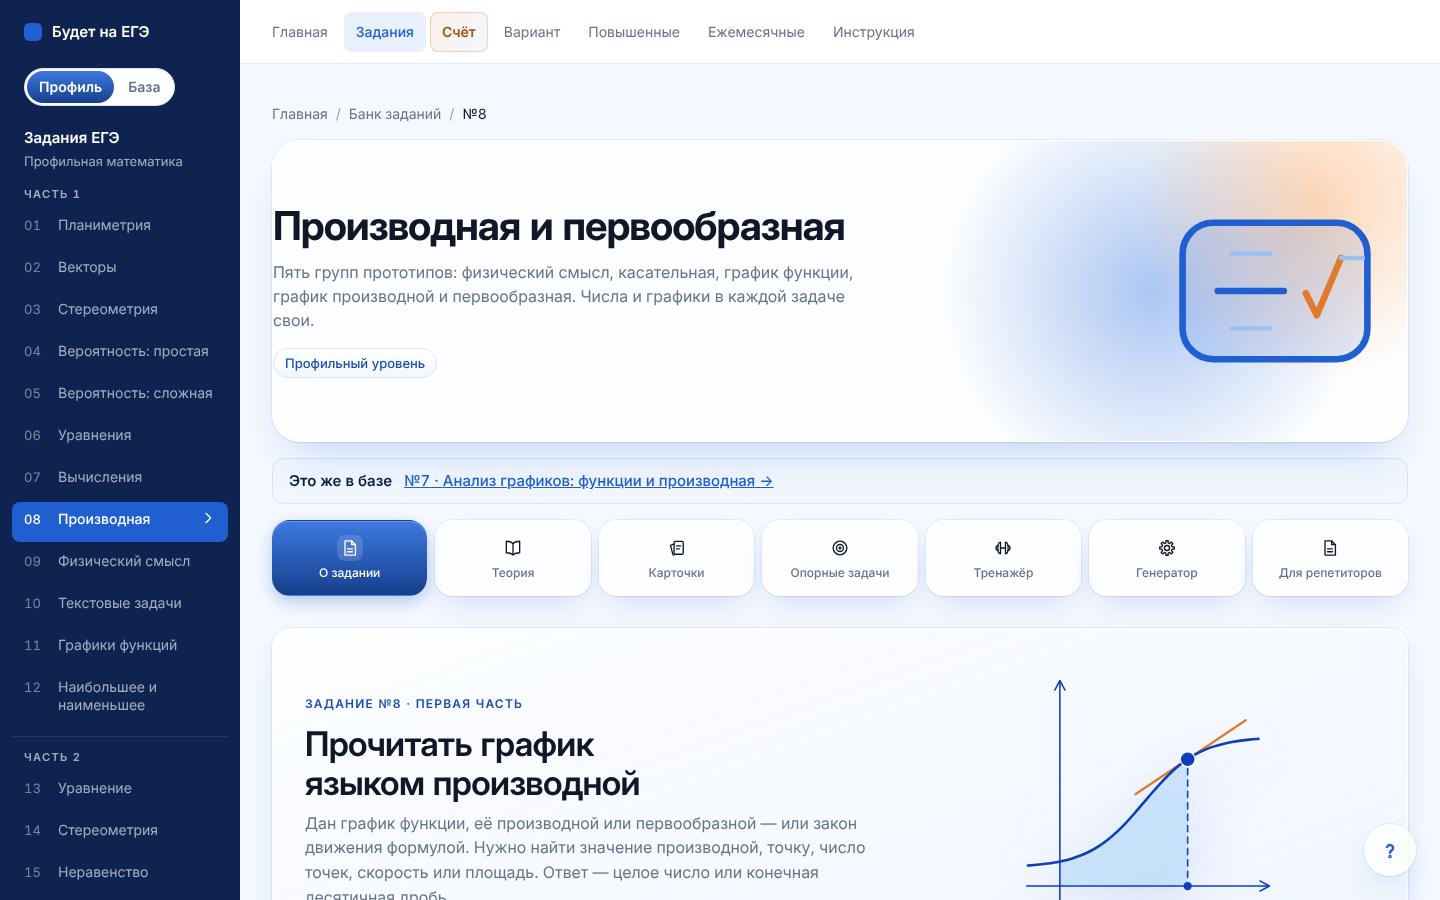 Будет на ЕГЭ
Профиль
База
Задания ЕГЭ
Профильная математика
ЧАСТЬ 1
01 Планиметрия
02 Векторы
03 Стереометрия
04 Вероятность: простая
05 Вероятность: сложная
06 Уравнения
07 Вычисления
08 Производная
09 Физический смысл
10 Текстовые задачи
11 Графики функций
12 Наибольшее и
наименьшее
ЧАСТЬ 2
13 Уравнение
14 Стереометрия
15 Неравенство
Главная Задания Счёт Вариант Повышенные Ежемесячные Инструкция
Главная / Банк заданий / №8
Производная и первообразная
Пять групп прототипов: физический смысл, касательная, график функции,
график производной и первообразная. Числа и графики в каждой задаче
свои.
Профильный уровень
Это же в базе №7 · Анализ графиков: функции и производная →
О задании
Теория
Карточки
Опорные задачи
Тренажёр
Генератор
Для репетиторов
ЗАДАНИЕ №8 · ПЕРВАЯ ЧАСТЬ
Прочитать график
языком производной
Дан график функции, её производной или первообразной — или закон
движения формулой. Нужно найти значение производной, точку, число
точек, скорость или площадь. Ответ — целое число или конечная
десятичная дробь.
?